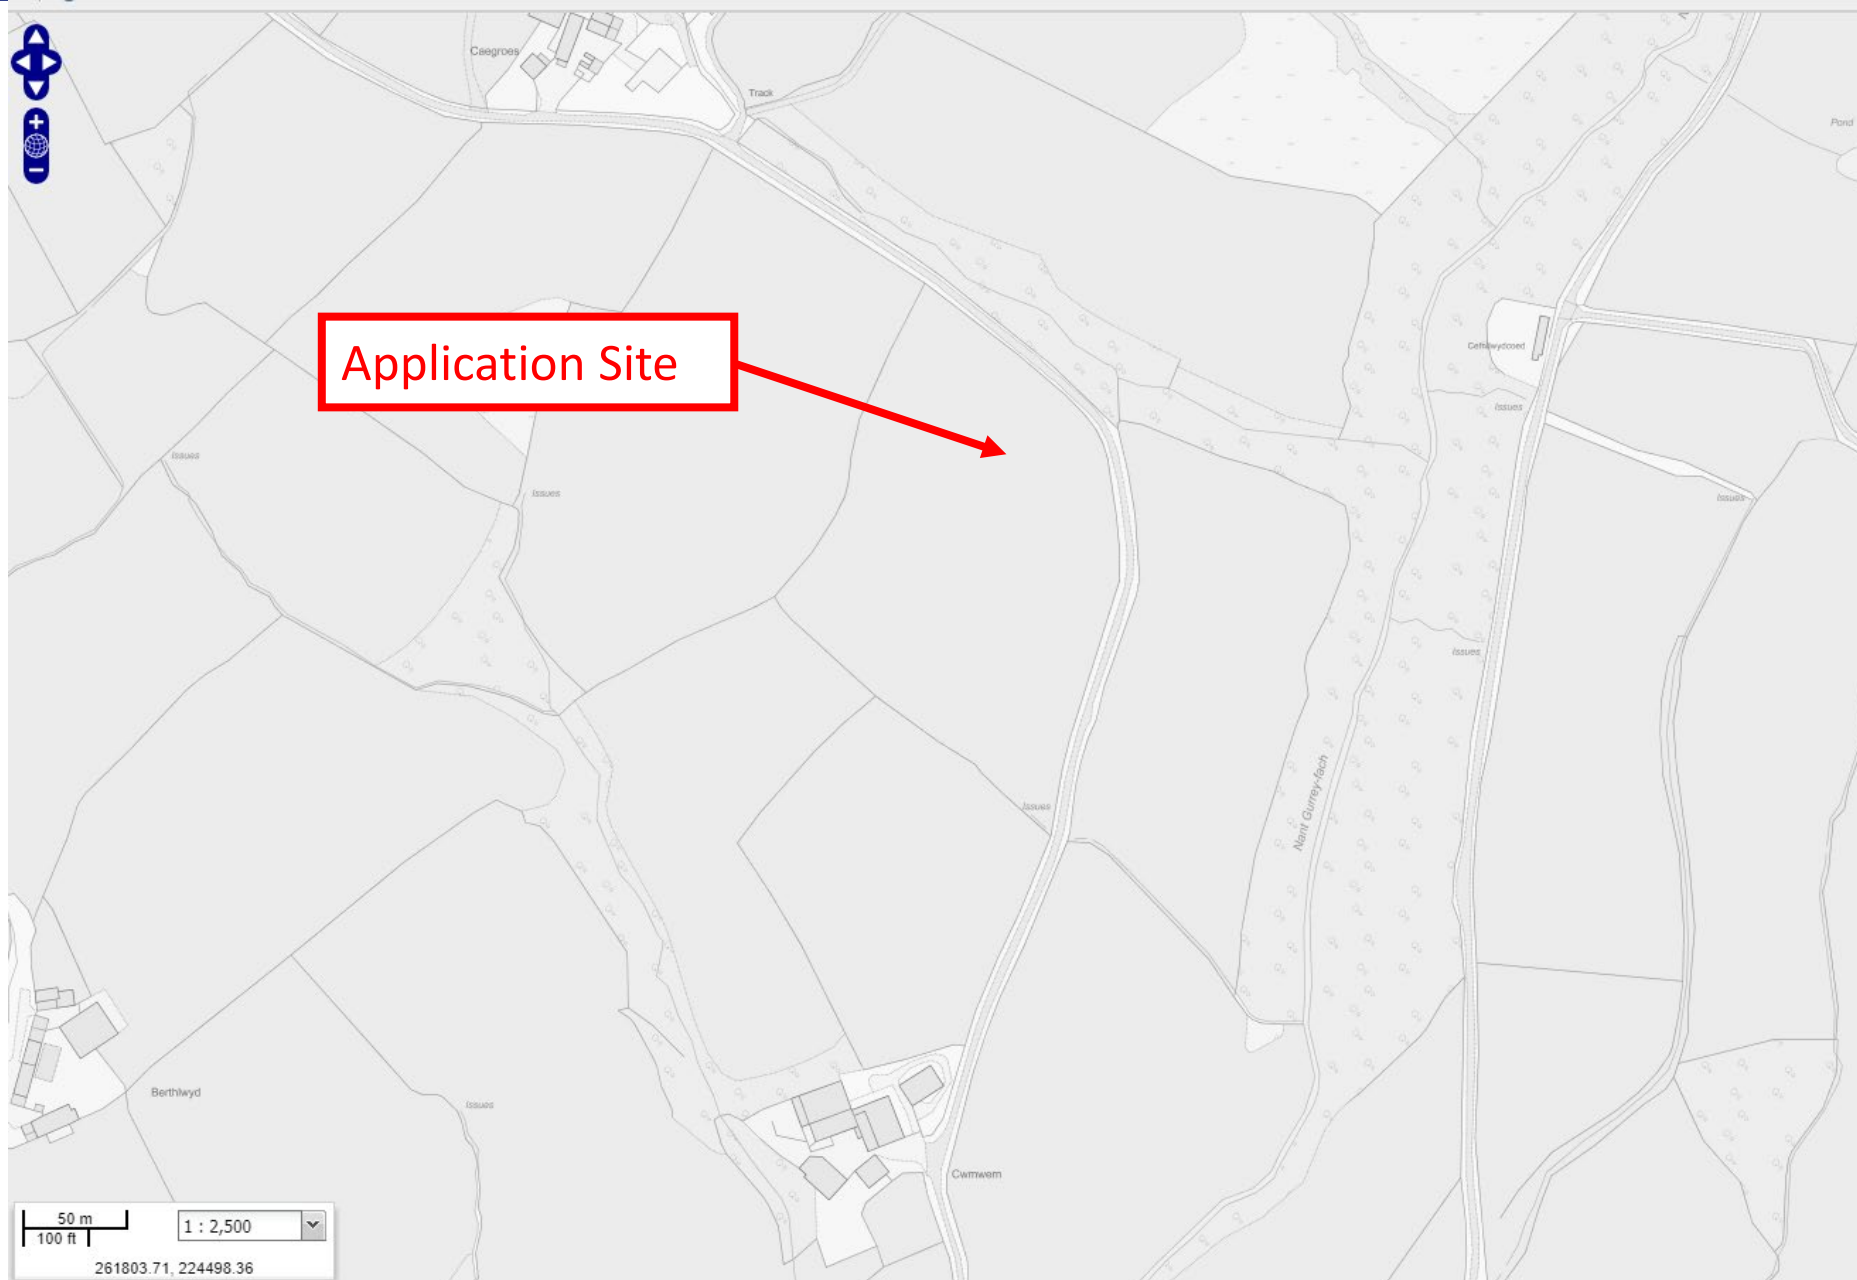 Caegroes
Track
Pond
Application Site
Issues
Issues
Issues
Issues
Issues
Nant Gurrey-fach
Issues
Berthlwyd
Issues
Cwmwern
50 m
100 ft
1 : 2,500
261803.71, 224498.36